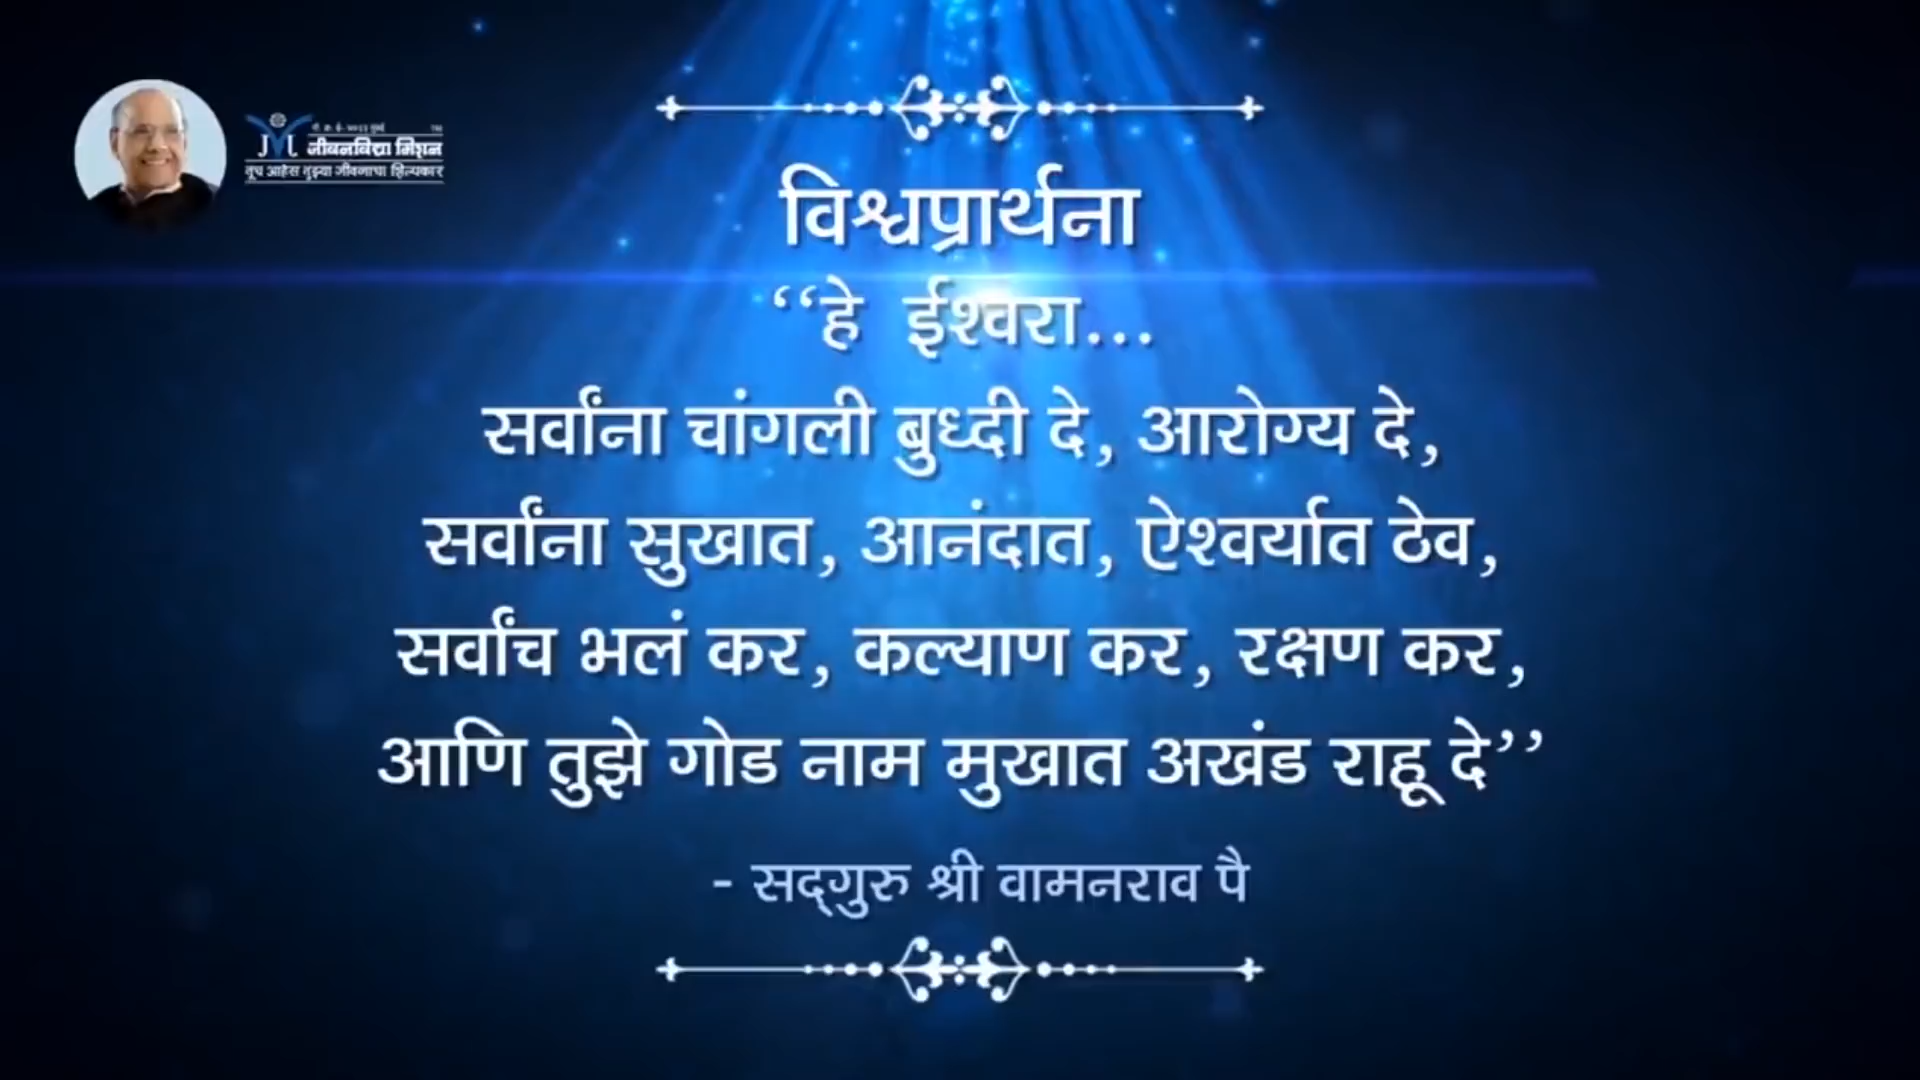 जीवनविद्या मिशन
तूच आहेस तुझ्या जीवनाचा शिल्पकार
विश्वप्रार्थना
‘‘हे ईश्वरा...
सर्वांना चांगली बुध्दी दे, आरोग्य दे,
सर्वांना सुखात, आनंदात, ऐश्वर्यात ठेव,
सर्वांच भलं कर, कल्याण कर, रक्षण कर,
आणि तुझे गोड नाम मुखात अखंड राहू दे’’
- सद्‌गुरु श्री वामनराव पै